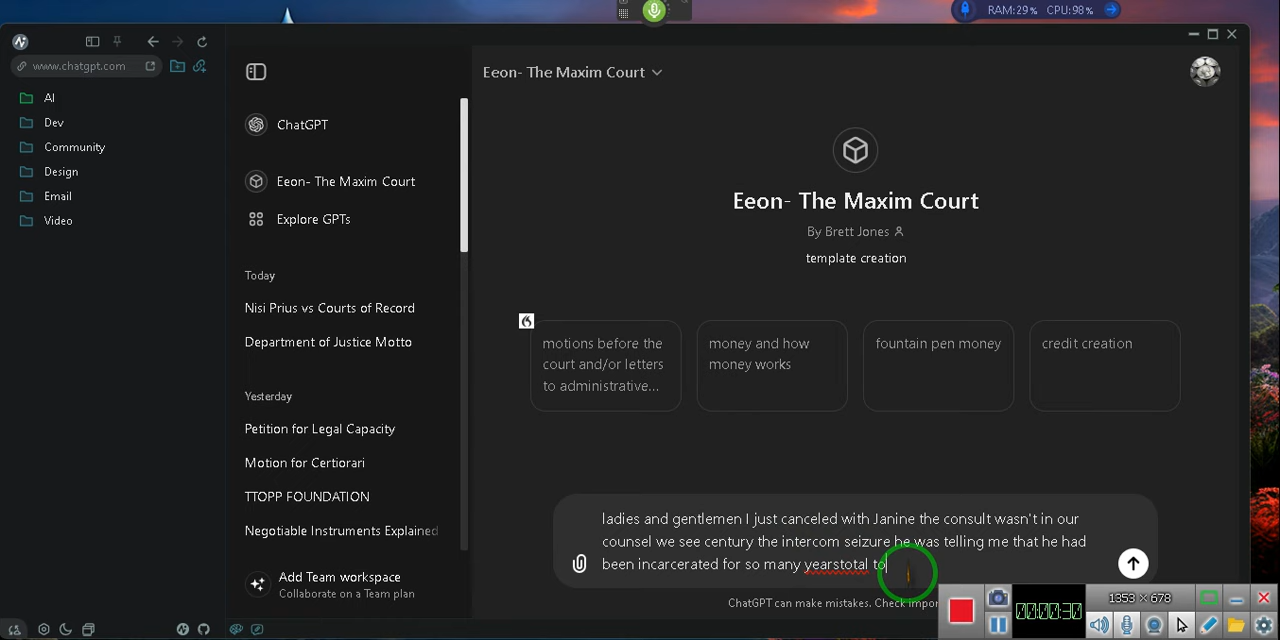 RAM:29% CPU:98%
www.chatgpt.com
AI
Dev
Community
Design
Email
Video
ChatGPT
Eeon- The Maxim Court
Explore GPTs
Today
Nisi Prius vs Courts of Record
Department of Justice Motto
Yesterday
Petition for Legal Capacity
Motion for Certiorari
TTOPP FOUNDATION
Negotiable Instruments Explained
Add Team workspace
Collaborate on a Team plan
Eeon- The Maxim Court
Eeon- The Maxim Court
By Brett Jones
template creation
motions before the
court and/or letters
to administrative...
money and how
money works
fountain pen money
credit creation
ladies and gentlemen I just canceled with Janine the consult wasn't in our
counsel we see century the intercom seizure he was telling me that he had
been incarcerated for so many yearstotal to
ChatGPT can make mistakes. Check impor
1353 × 678
00:00:30